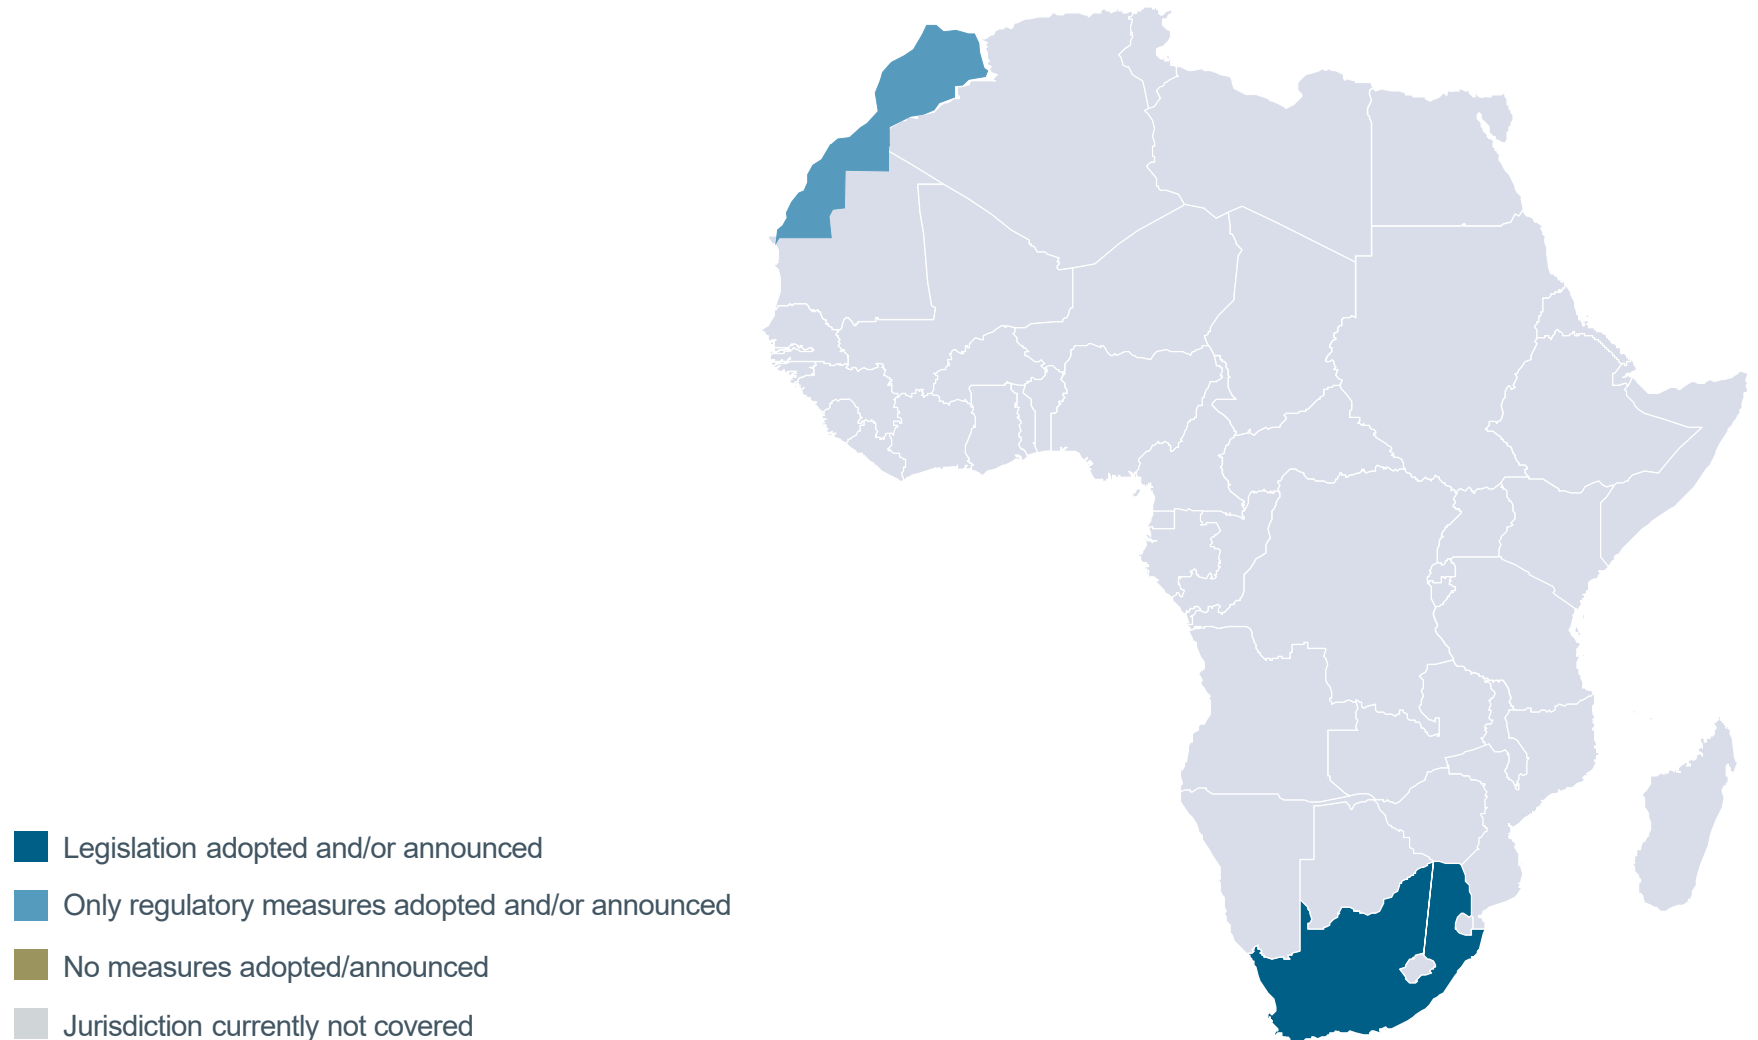 Legislation adopted and/or announced
Only regulatory measures adopted and/or announced
No measures adopted/announced
Jurisdiction currently not covered